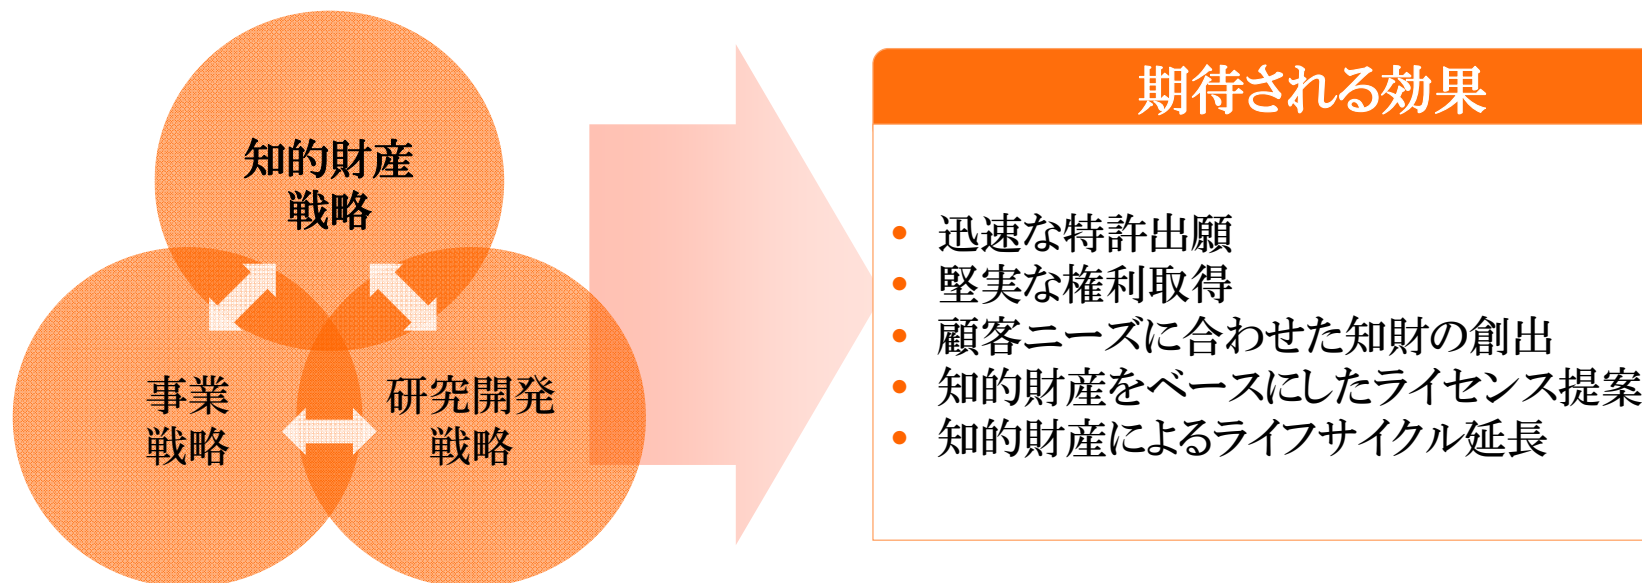 知的財産
戦略
事業
戦略
研究開発
戦略
期待される効果
• 迅速な特許出願
• 堅実な権利取得
• 顧客ニーズに合わせた知財の創出
• 知的財産をベースにしたライセンス提案
• 知的財産によるライフサイクル延長